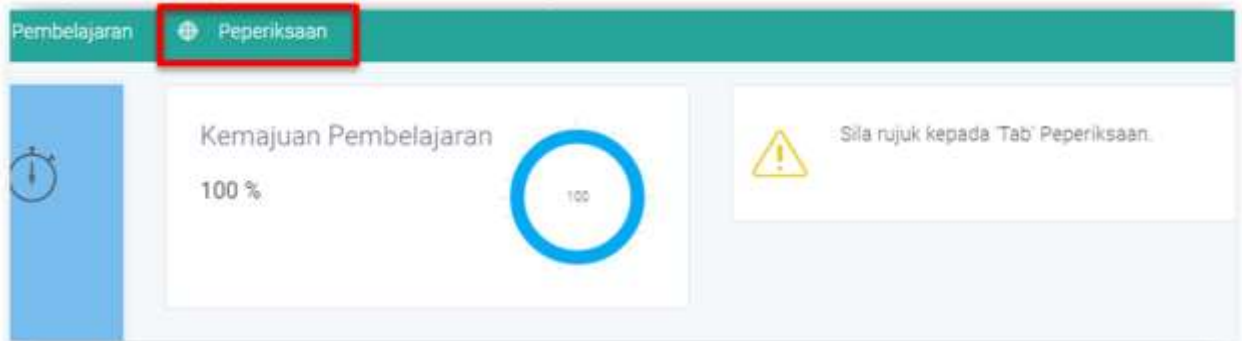 Pembelajaran Peperiksaan
Kemajuan Pembelajaran
100 %
100
Sila rujuk kepada 'Tab' Peperiksaan.